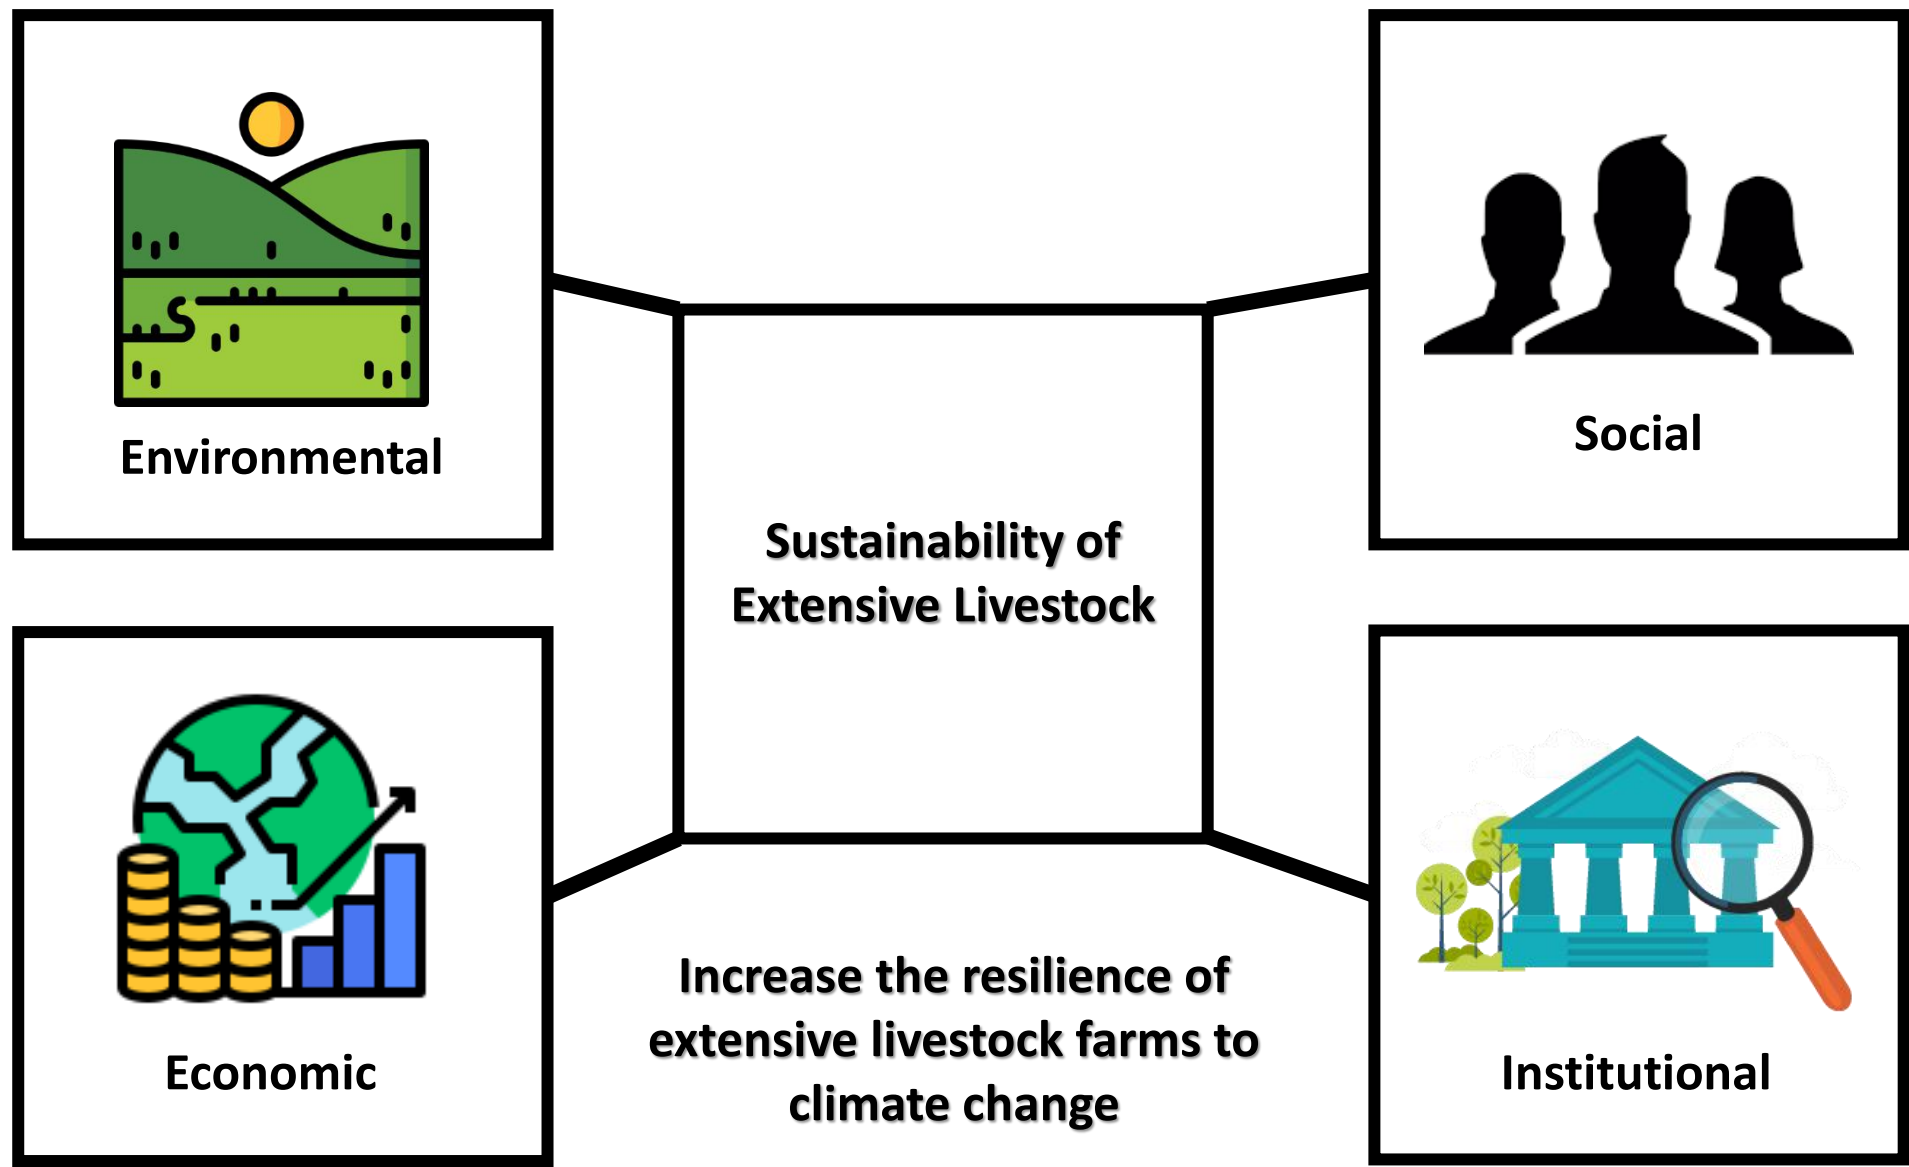 Environmental
Social
Sustainability of
Extensive Livestock
Economic
Increase the resilience of
extensive livestock farms to
climate change
Institutional